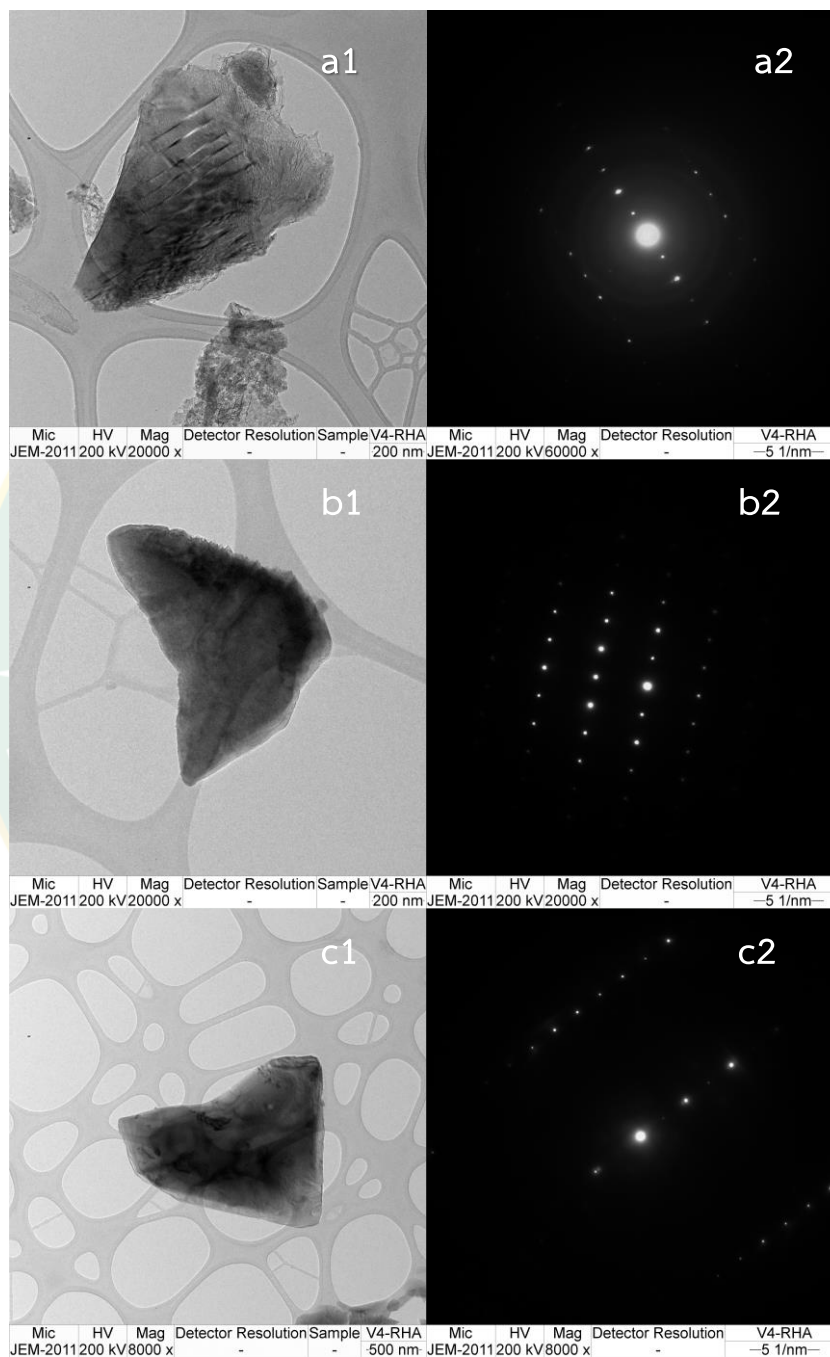 a1
a2
Mic HV Mag Detector Resolution Sample V4-RHA
JEM-2011 200 kV 20000 x - - 200 nm
Mic HV Mag Detector Resolution V4-RHA
JEM-2011 200 kV 60000 x - —5 1/nm—
b1
b2
Mic HV Mag Detector Resolution Sample V4-RHA
JEM-2011 200 kV 20000 x - - 200 nm
Mic HV Mag Detector Resolution V4-RHA
JEM-2011 200 kV 20000 x - —5 1/nm—
c1
c2
Mic HV Mag Detector Resolution Sample V4-RHA
JEM-2011 200 kV 8000 x - - 500 nm
Mic HV Mag Detector Resolution V4-RHA
JEM-2011 200 kV 8000 x - —5 1/nm—